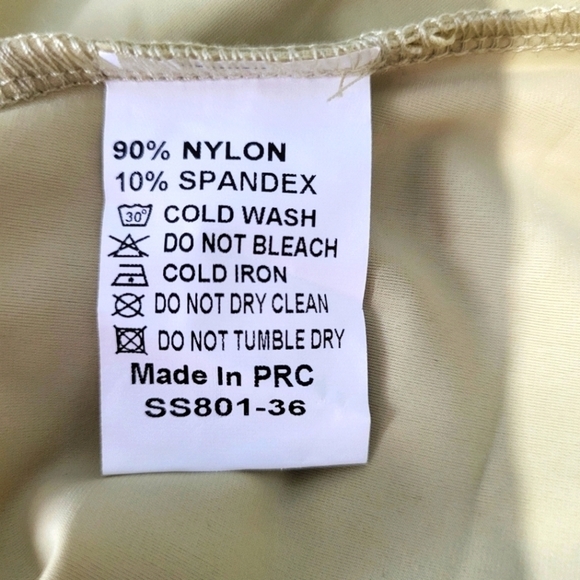 90% NYLON
10% SPANDEX
30° COLD WASH
DO NOT BLEACH
COLD IRON
DO NOT DRY CLEAN
DO NOT TUMBLE DRY
Made In PRC
SS801-36